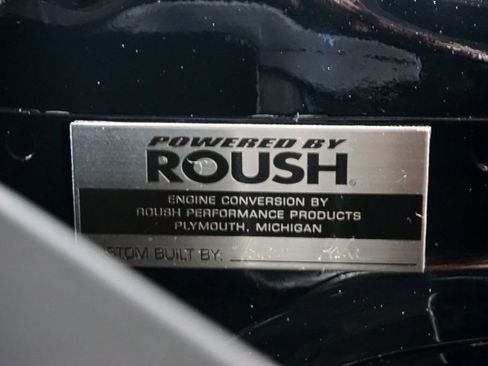 POWERED BY
ROUSH®
ENGINE CONVERSION BY
ROUSH PERFORMANCE PRODUCTS
PLYMOUTH, MICHIGAN
STOM BUILT BY: